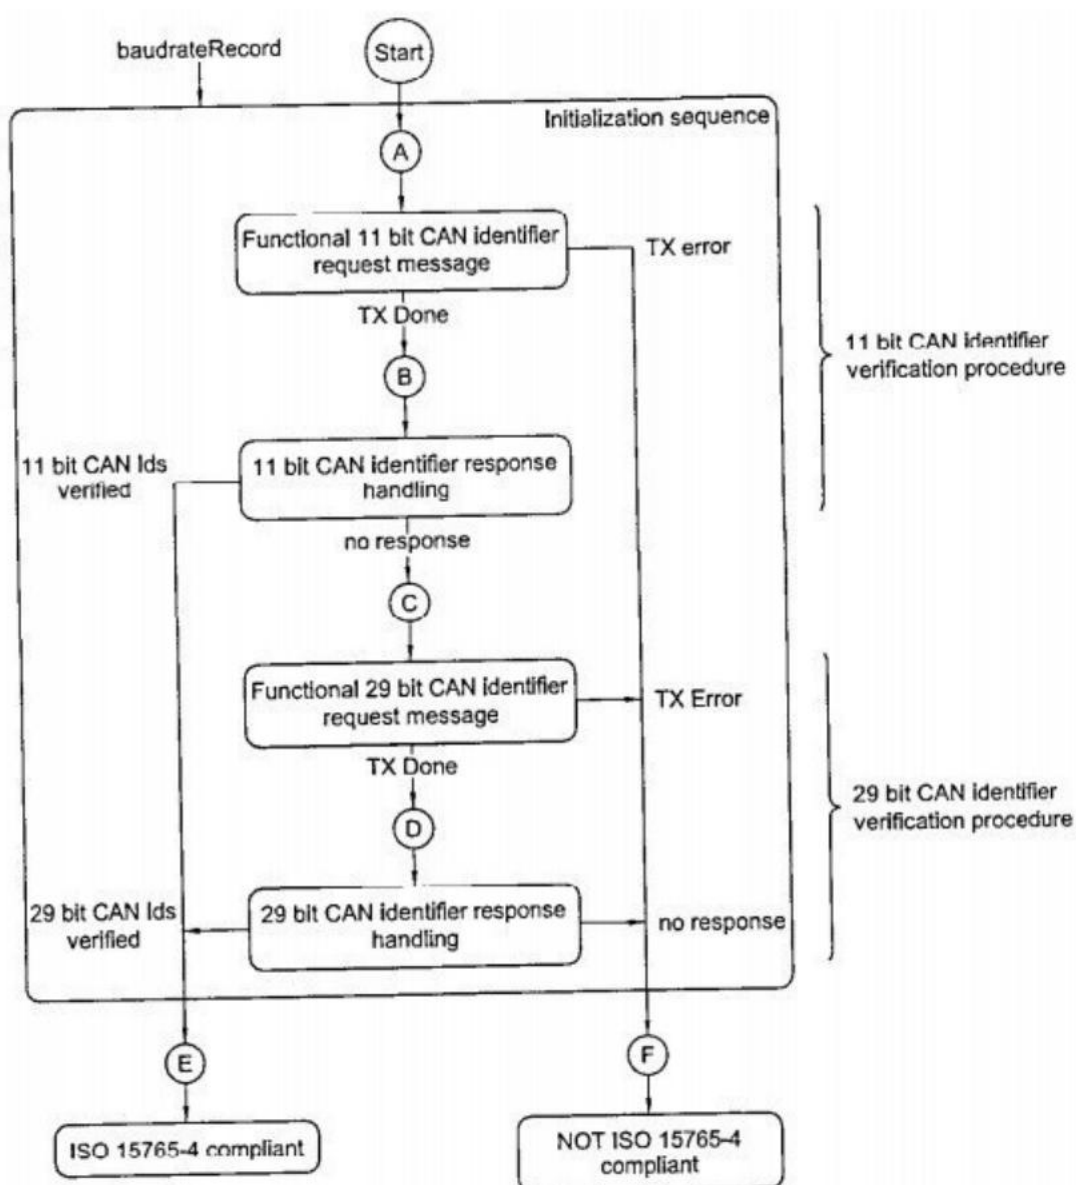 baudrateRecord
Start
Initialization sequence
A
Functional 11 bit CAN identifier
request message
TX error
TX Done
11 bit CAN identifier
verification procedure
B
11 bit CAN Ids
verified
11 bit CAN identifier response
handling
no response
C
Functional 29 bit CAN identifier
request message
TX Error
TX Done
29 bit CAN identifier
verification procedure
D
29 bit CAN Ids
verified
29 bit CAN identifier response
handling
no response
E
F
ISO 15765-4 compliant
NOT ISO 15765-4
compliant